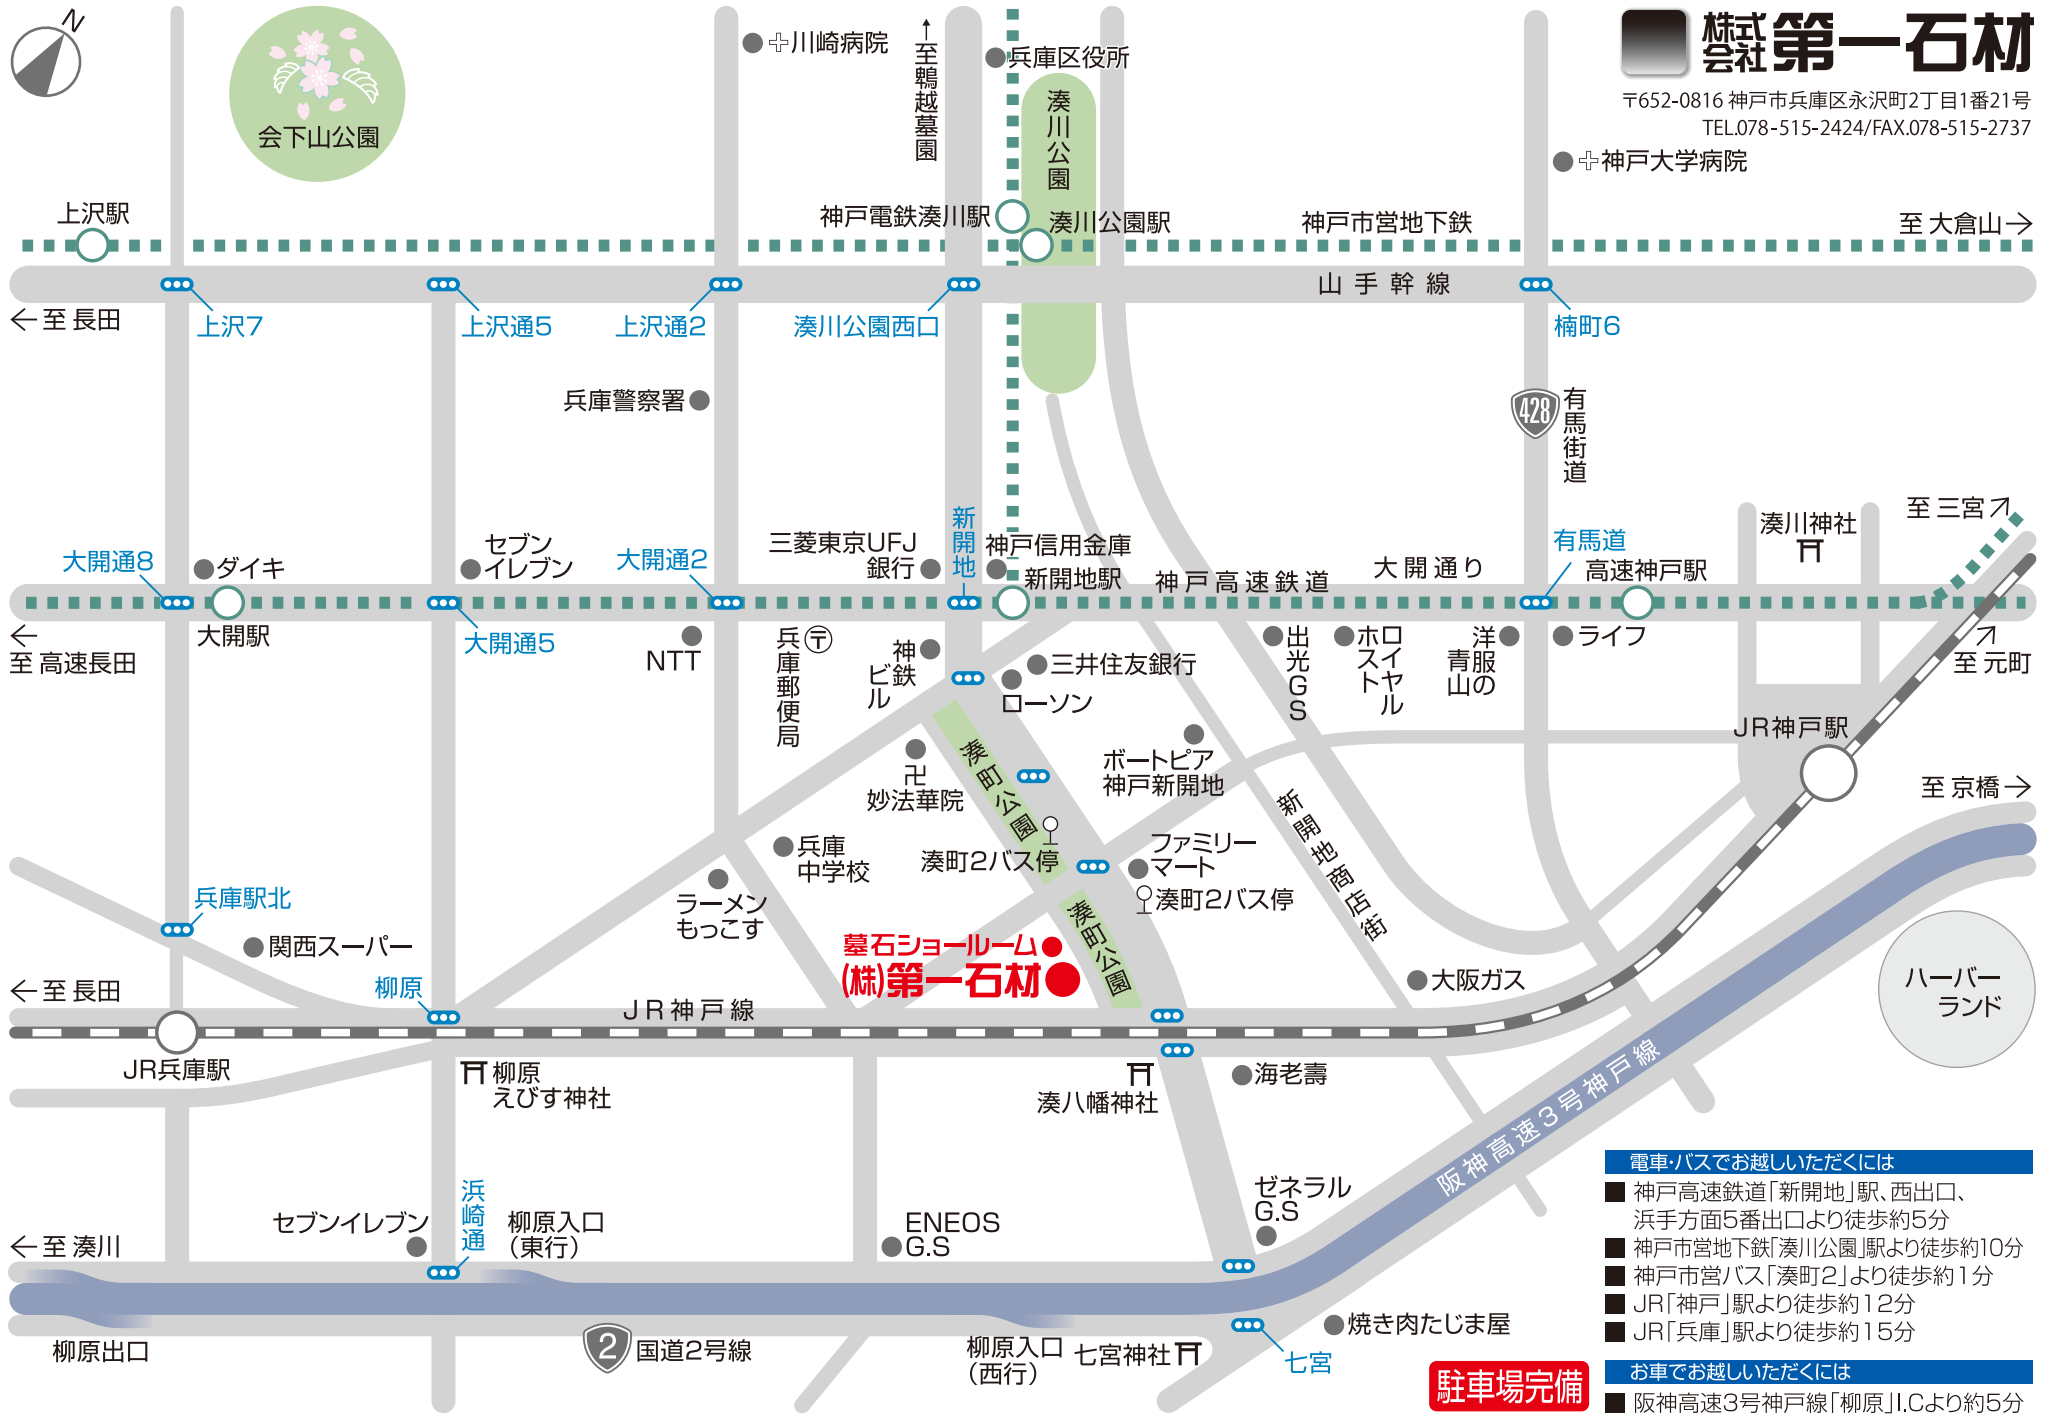 N
会下山公園
川崎病院
↑至鵯越墓園
兵庫区役所
湊川公園
株式会社 第一石材
〒652-0816 神戸市兵庫区永沢町2丁目1番21号
TEL.078-515-2424/FAX.078-515-2737
神戸大学病院
上沢駅
神戸電鉄湊川駅
湊川公園駅
神戸市営地下鉄
至 大倉山→
山手幹線
←至 長田
上沢7
上沢通5
上沢通2
湊川公園西口
楠町6
兵庫警察署
428
有馬街道
至 三宮
湊川神社
大開通8
ダイキ
セブン
イレブン
大開通2
三菱東京UFJ
銀行
新開地
神戸信用金庫
新開地駅
神戸高速鉄道
大開通り
有馬道
高速神戸駅
←
至 高速長田
大開駅
大開通5
NTT
兵庫郵便局
〒
神鉄
ビル
三井住友銀行
ローソン
出光GS
ロイヤル
ホスト
洋服の
青山
ライフ
至 元町
JR神戸駅
湊町公園
卍
妙法華院
ボートピア
神戸新開地
至 京橋→
新開地商店街
兵庫
中学校
湊町2バス停
ファミリー
マート
湊町2バス停
ラーメン
もっこす
兵庫駅北
関西スーパー
墓石ショールーム
(株)第一石材
湊町公園
大阪ガス
ハーバー
ランド
←至 長田
柳原
JR神戸線
JR兵庫駅
柳原
えびす神社
湊八幡神社
海老壽
阪神高速3号神戸線
セブンイレブン
浜崎通
柳原入口
(東行)
ENEOS
G.S
ゼネラル
G.S
←至 湊川
柳原出口
2
国道2号線
柳原入口
(西行)
七宮神社
七宮
焼き肉たじま屋
駐車場完備
電車・バスでお越しいただくには
■ 神戸高速鉄道「新開地」駅、西出口、
浜手方面5番出口より徒歩約5分
■ 神戸市営地下鉄「湊川公園」駅より徒歩約10分
■ 神戸市営バス「湊町2」より徒歩約1分
■ JR「神戸」駅より徒歩約12分
■ JR「兵庫」駅より徒歩約15分
お車でお越しいただくには
■ 阪神高速3号神戸線「柳原」I.Cより約5分